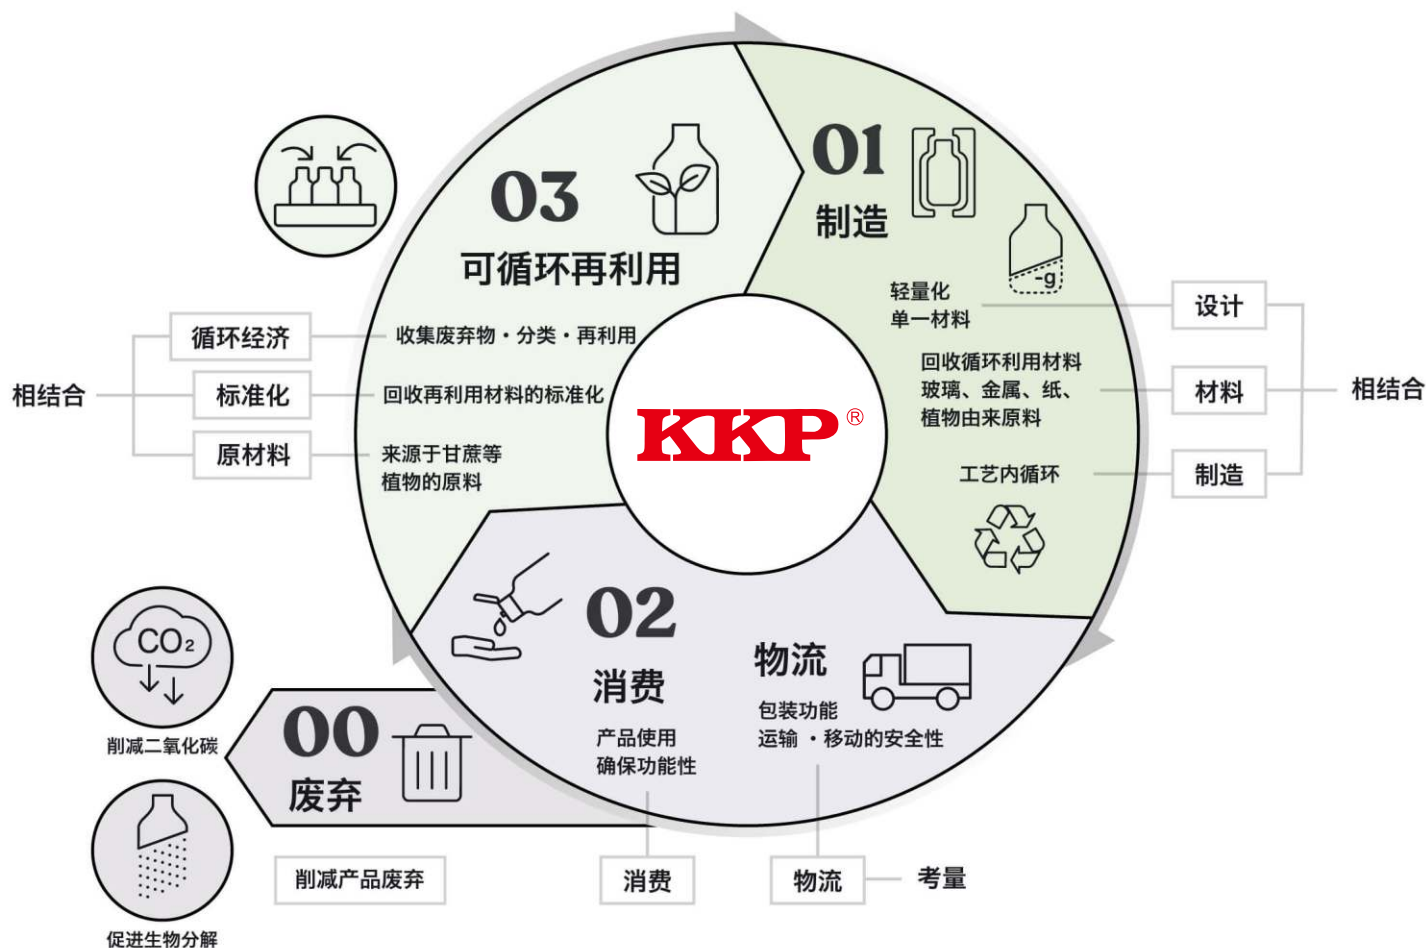 01
制造
-g
轻量化
单一材料
设计
回收循环利用材料
玻璃、金属、纸、
植物由来原料
材料
相结合
工艺内循环
制造
03
可循环再利用
循环经济
收集废弃物・分类・再利用
相结合
标准化
回收再利用材料的标准化
原材料
来源于甘蔗等
植物的原料
KKP®
02
消费
产品使用
确保功能性
消费
物流
包装功能
运输・移动的安全性
物流
考量
00
废弃
削减产品废弃
CO₂
削减二氧化碳
促进生物分解